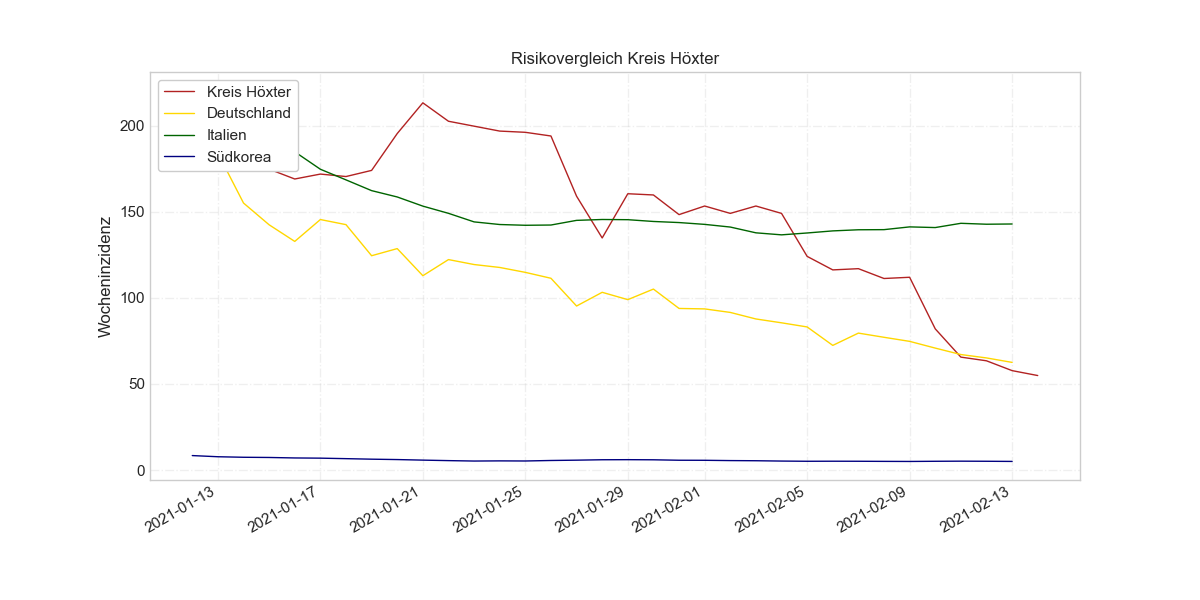 Risikovergleich Kreis Höxter
Kreis Höxter
Deutschland
Italien
Südkorea
Wocheninzidenz
200
150
100
50
0
2021-01-13
2021-01-17
2021-01-21
2021-01-25
2021-01-29
2021-02-01
2021-02-05
2021-02-09
2021-02-13